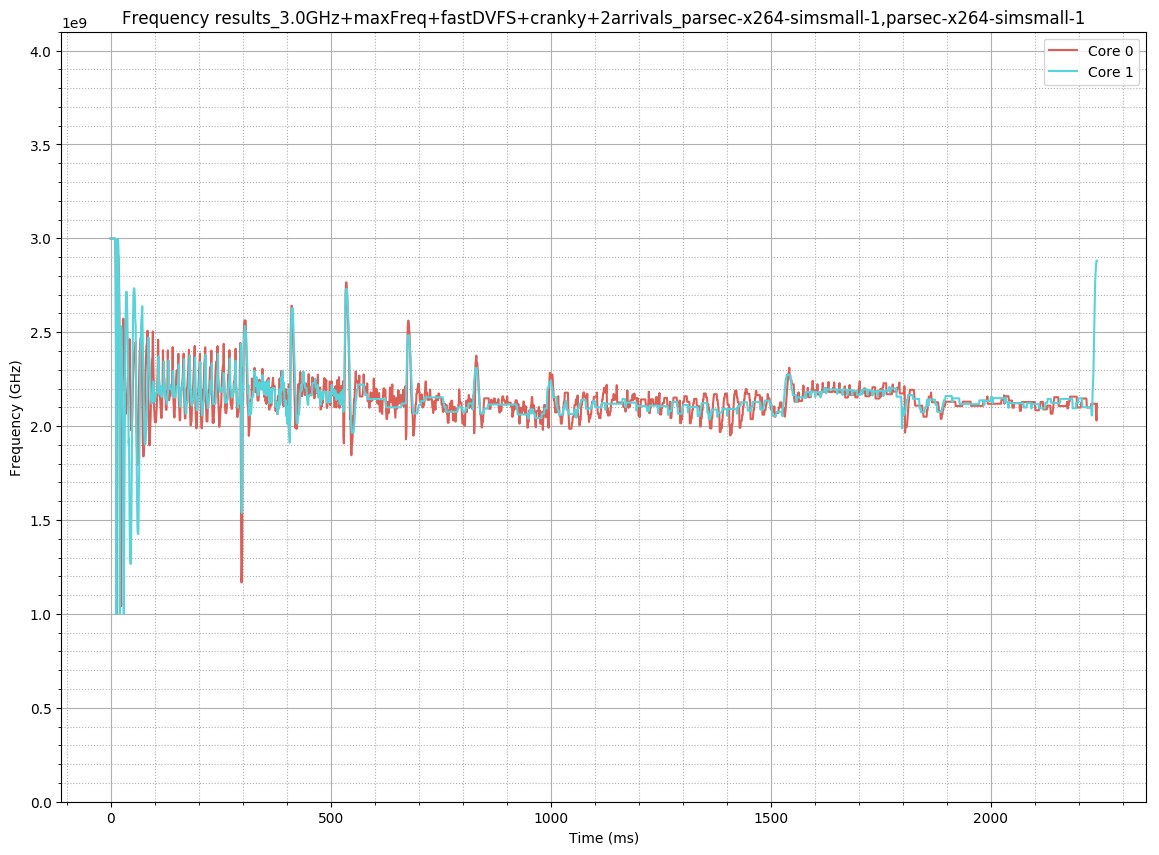 Frequency results_3.0GHz+maxFreq+fastDVFS+cranky+2arrivals_parsec-x264-simsmall-1,parsec-x264-simsmall-1
1e9
Core 0
Core 1
4.0
3.5
3.0
2.5
2.0
1.5
1.0
0.5
0.0
Frequency (GHz)
0
500
1000
1500
2000
Time (ms)